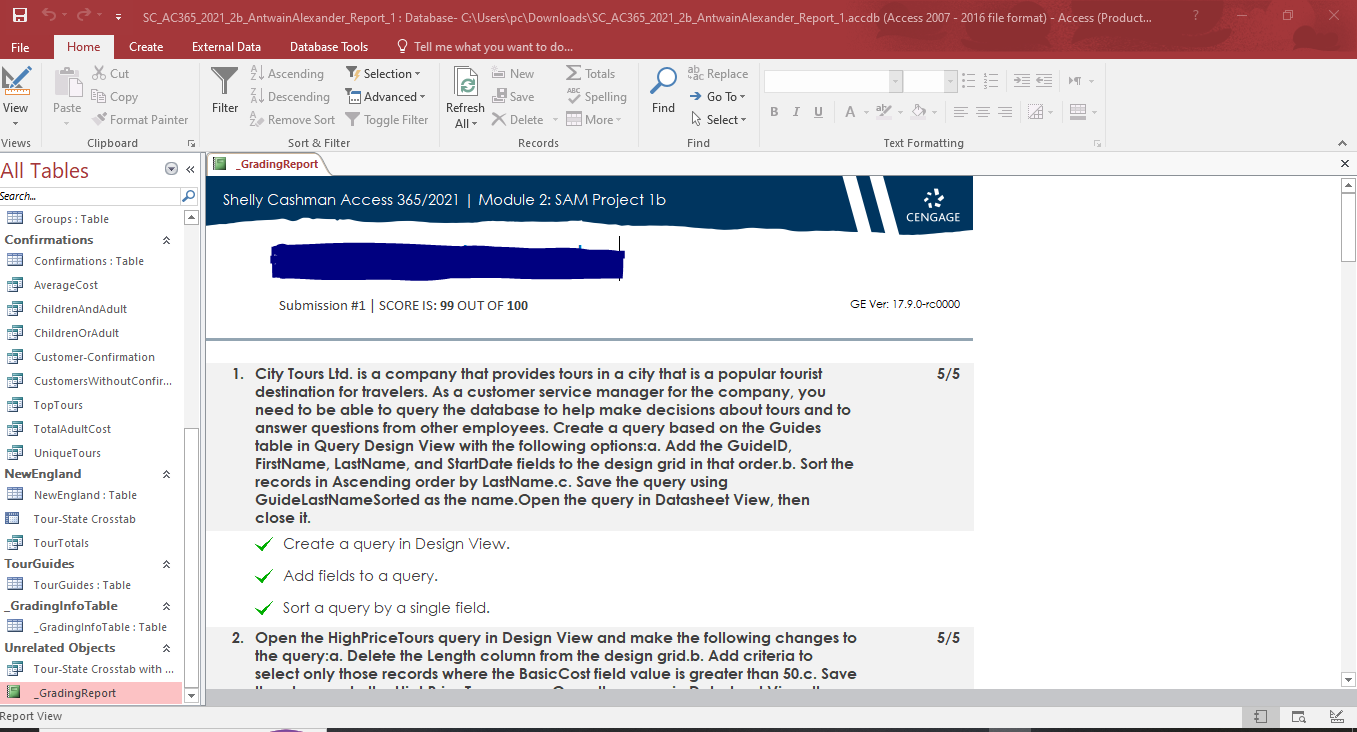 SC_AC365_2021_2b_AntwainAlexander_Report_1 : Database- C:\Users\pc\Downloads\SC_AC365_2021_2b_AntwainAlexander_Report_1.accdb (Access 2007 - 2016 file format) - Access (Product...
?
File Home Create External Data Database Tools Tell me what you want to do...
View
Views
Paste
Cut
Copy
Format Painter
Clipboard
Filter
Ascending
Descending
Remove Sort
Selection
Advanced
Toggle Filter
Sort & Filter
Refresh
All
New
Save
Delete
Totals
Spelling
More
Records
Find
Replace
Go To
Select
Find
B I U A
Text Formatting
All Tables
Search...
Groups : Table
Confirmations
Confirmations : Table
AverageCost
ChildrenAndAdult
ChildrenOrAdult
Customer-Confirmation
CustomersWithoutConfir...
TopTours
TotalAdultCost
UniqueTours
NewEngland
NewEngland : Table
Tour-State Crosstab
TourTotals
TourGuides
TourGuides : Table
_GradingInfoTable
_GradingInfoTable : Table
Unrelated Objects
Tour-State Crosstab with ...
_GradingReport
_GradingReport
Shelly Cashman Access 365/2021 | Module 2: SAM Project 1b
CENGAGE
Submission #1 | SCORE IS: 99 OUT OF 100
GE Ver: 17.9.0-rc0000
1. City Tours Ltd. is a company that provides tours in a city that is a popular tourist 5/5
destination for travelers. As a customer service manager for the company, you
need to be able to query the database to help make decisions about tours and to
answer questions from other employees. Create a query based on the Guides
table in Query Design View with the following options:a. Add the GuideID,
FirstName, LastName, and StartDate fields to the design grid in that order.b. Sort the
records in Ascending order by LastName.c. Save the query using
GuideLastNameSorted as the name.Open the query in Datasheet View, then
close it.
Create a query in Design View.
Add fields to a query.
Sort a query by a single field.
2. Open the HighPriceTours query in Design View and make the following changes to 5/5
the query:a. Delete the Length column from the design grid.b. Add criteria to
select only those records where the BasicCost field value is greater than 50.c. Save
Report View